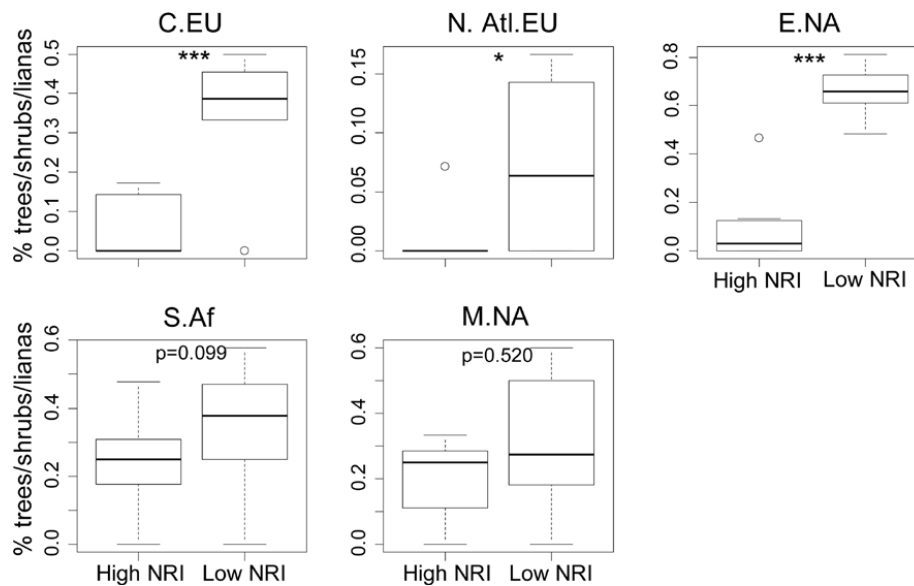 C.EU
N. Atl.EU
E.NA
% trees/shrubs/lianas
0.0 0.1 0.2 0.3 0.4 0.5
***
0.00 0.05 0.10 0.15
*
0.0 0.2 0.4 0.6 0.8
***
High NRI Low NRI
S.Af
M.NA
% trees/shrubs/lianas
0.0 0.2 0.4 0.6
p=0.099
0.0 0.2 0.4 0.6
p=0.520
High NRI Low NRI
High NRI Low NRI